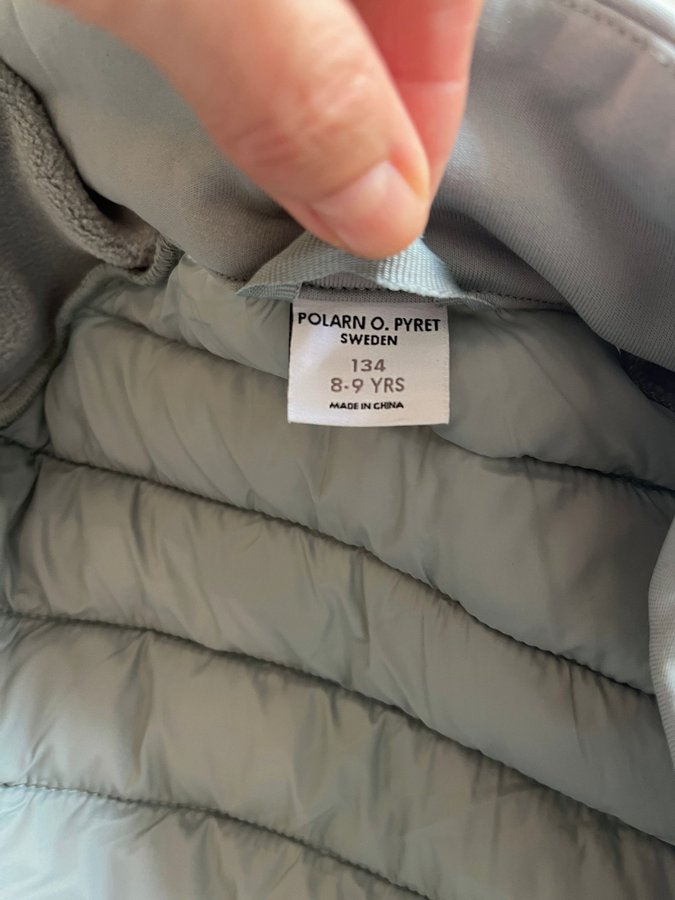 POLARN O. PYRET
SWEDEN
134
8-9 YRS
MADE IN CHINA